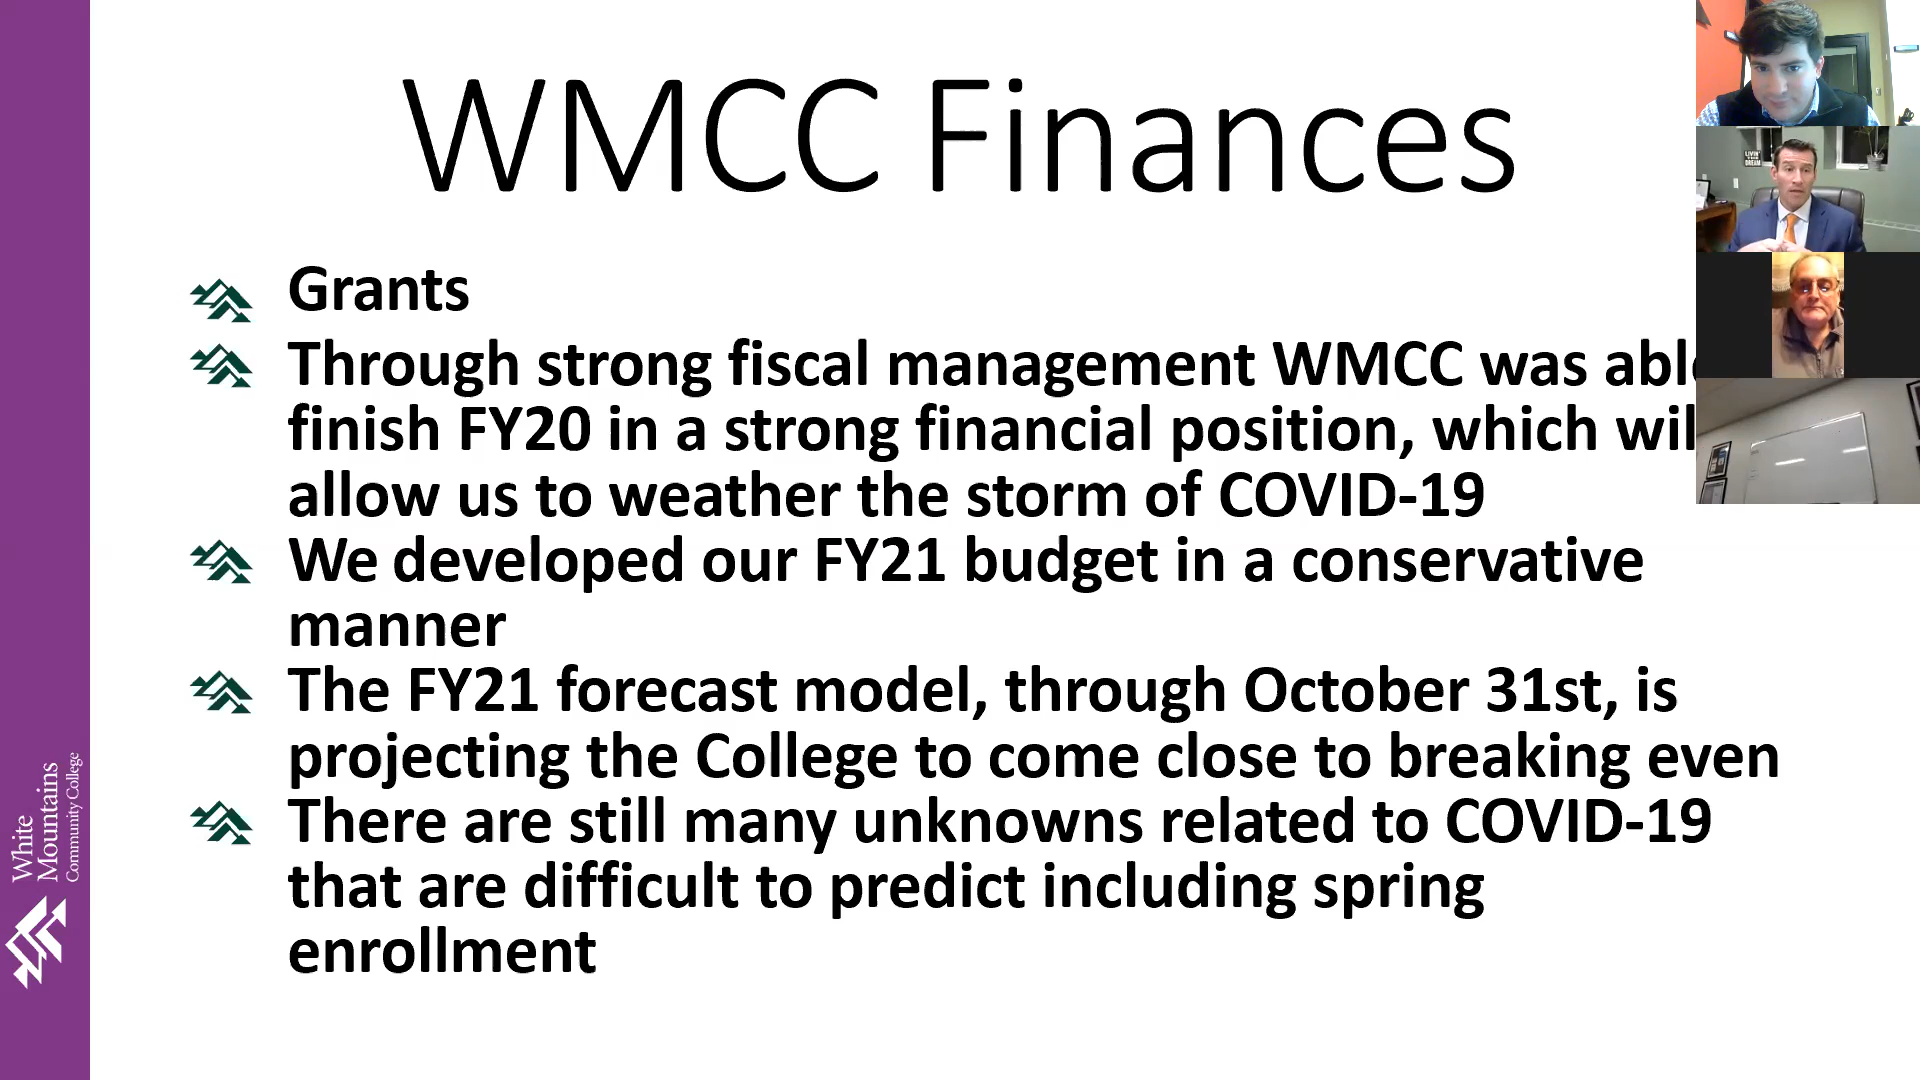 WMCC Finances
Grants
Through strong fiscal management WMCC was
finish FY20 in a strong financial position, which
allow us to weather the storm of COVID-19
We developed our FY21 budget in a conservative
manner
The FY21 forecast model, through October 31st, is
projecting the College to come close to breaking even
There are still many unknowns related to COVID-19
that are difficult to predict including spring
enrollment
White
Mountains
Community College
LIVIN'
DREAM